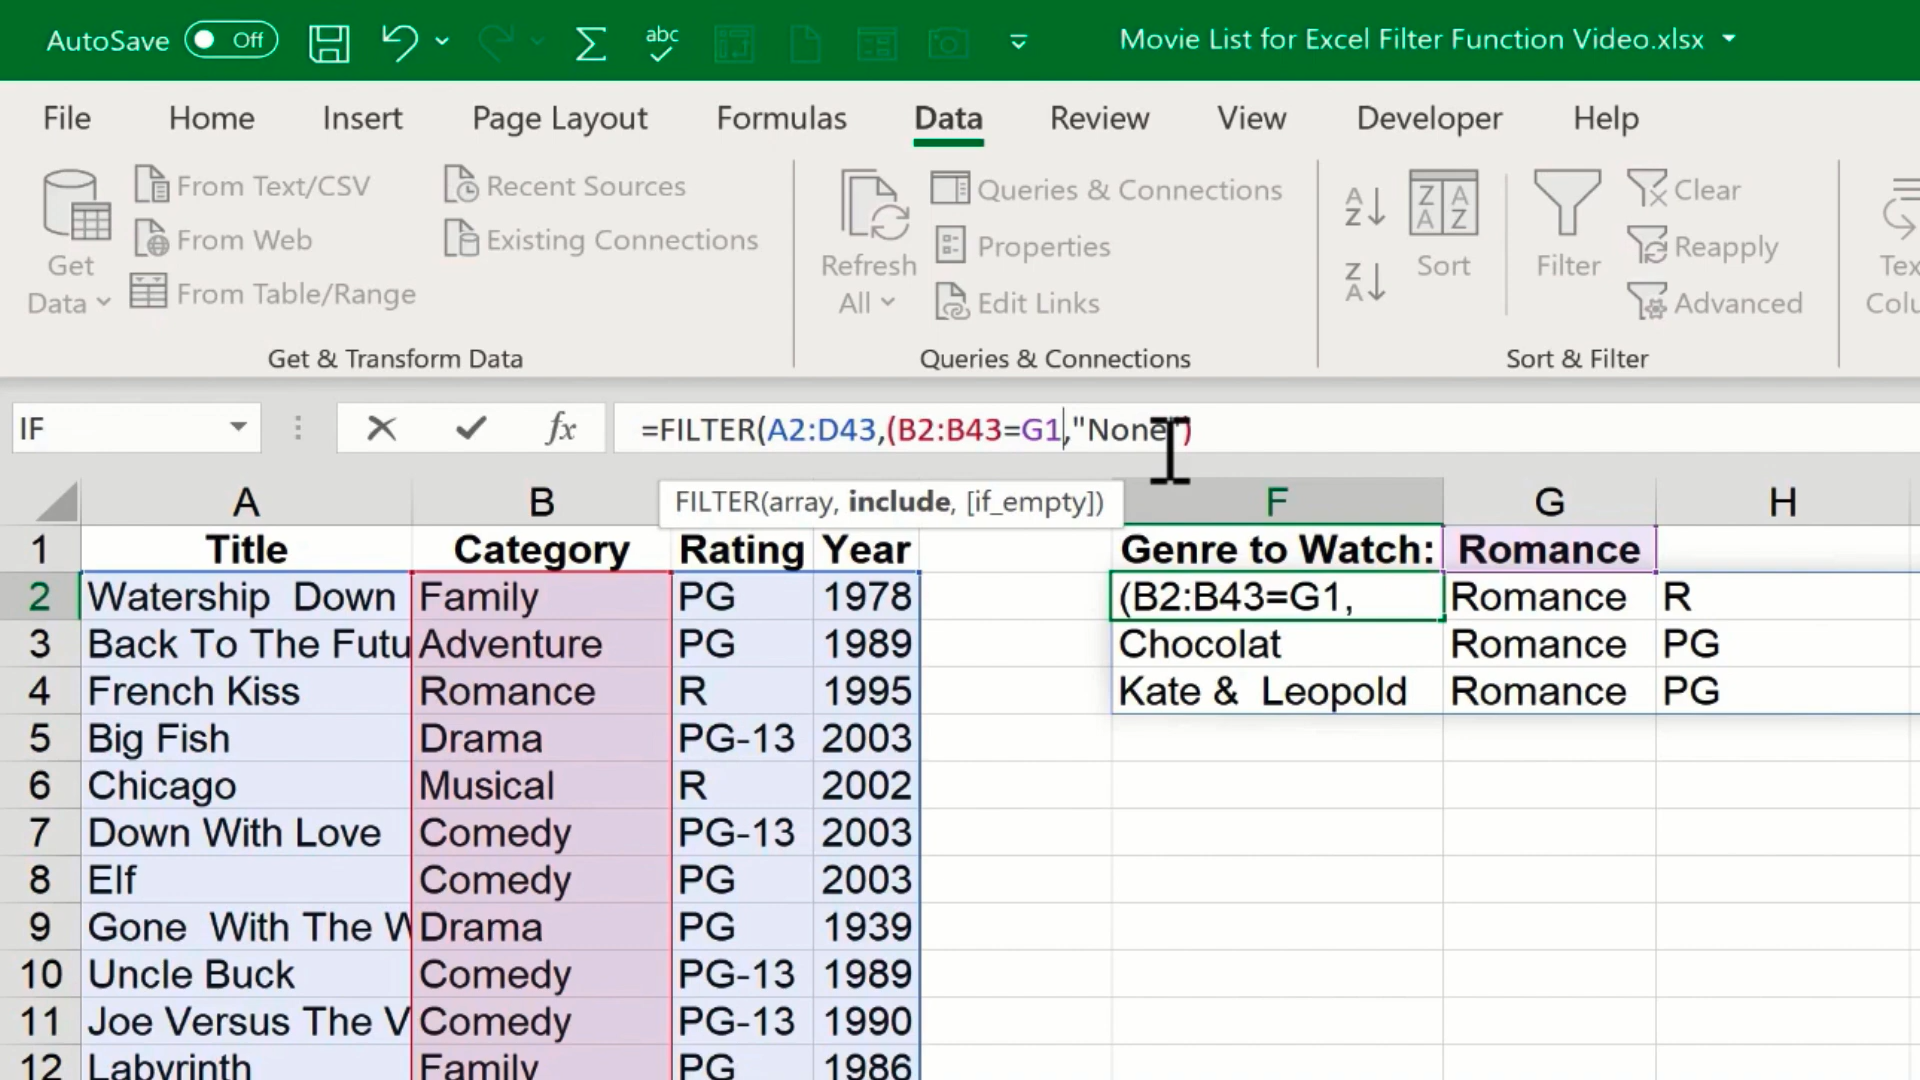 AutoSave Off abc Movie List for Excel Filter Function Video.xlsx
File Home Insert Page Layout Formulas Data Review View Developer Help
Get Data
From Text/CSV
From Web
From Table/Range
Recent Sources
Existing Connections
Get & Transform Data
Refresh All
Queries & Connections
Properties
Edit Links
Queries & Connections
Sort
Filter
Clear
Reapply
Advanced
Sort & Filter
IF fx =FILTER(A2:D43,(B2:B43=G1,"None")
FILTER(array, include, [if_empty])
A B F G H
1 Title Category Rating Year Genre to Watch: Romance
2 Watership Down Family PG 1978 (B2:B43=G1, Romance R
3 Back To The Futu Adventure PG 1989 Chocolat Romance PG
4 French Kiss Romance R 1995 Kate & Leopold Romance PG
5 Big Fish Drama PG-13 2003
6 Chicago Musical R 2002
7 Down With Love Comedy PG-13 2003
8 Elf Comedy PG 2003
9 Gone With The W Drama PG 1939
10 Uncle Buck Comedy PG-13 1989
11 Joe Versus The V Comedy PG-13 1990
12 Labyrinth Family PG 1986